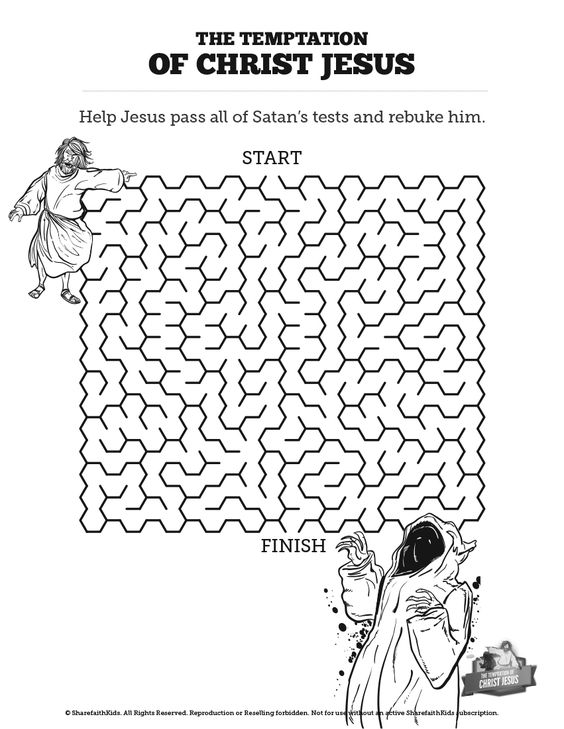 THE TEMPTATION
OF CHRIST JESUS
Help Jesus pass all of Satan's tests and rebuke him.
START
FINISH
THE TEMPTATION OF
CHRIST JESUS
© SharefaithKids. All Rights Reserved. Reproduction or Reselling forbidden. Not for use without an active SharefaithKids subscription.